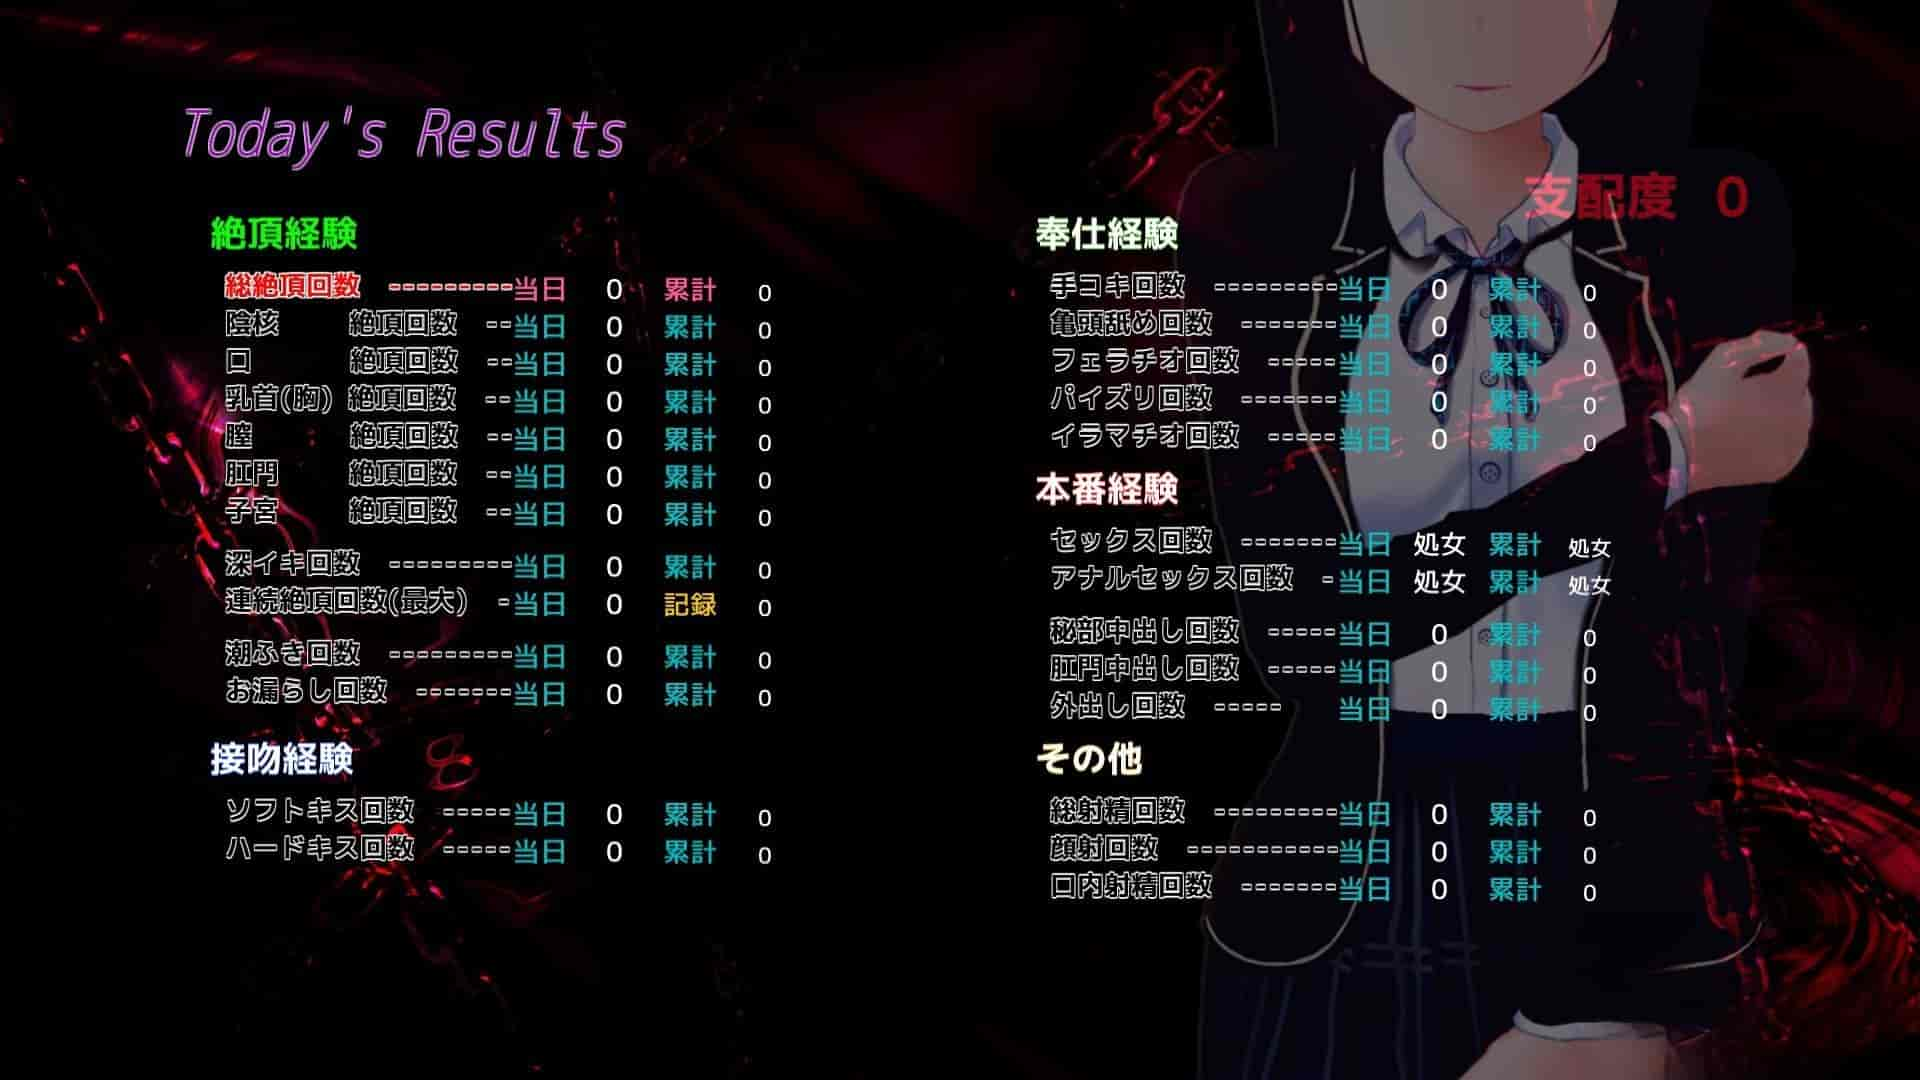 Today's Results
支配度 0
絶頂経験
総絶頂回数 ---------当日 0 累計 0
陰核 絶頂回数 --当日 0 累計 0
口 絶頂回数 --当日 0 累計 0
乳首(胸) 絶頂回数 --当日 0 累計 0
膣 絶頂回数 --当日 0 累計 0
肛門 絶頂回数 --当日 0 累計 0
子宮 絶頂回数 --当日 0 累計 0
深イキ回数 ---------当日 0 累計 0
連続絶頂回数(最大) -当日 0 記録 0
潮ふき回数 ---------当日 0 累計 0
お漏らし回数 -------当日 0 累計 0
接吻経験
ソフトキス回数 -----当日 0 累計 0
ハードキス回数 -----当日 0 累計 0
奉仕経験
手コキ回数 ---------当日 0 累計 0
亀頭舐め回数 -------当日 0 累計 0
フェラチオ回数 -----当日 0 累計 0
パイズリ回数 -------当日 0 累計 0
イラマチオ回数 -----当日 0 累計 0
本番経験
セックス回数 -------当日 処女 累計 処女
アナルセックス回数 -当日 処女 累計 処女
秘部中出し回数 -----当日 0 累計 0
肛門中出し回数 -----当日 0 累計 0
外出し回数 ----- 当日 0 累計 0
その他
総射精回数 ---------当日 0 累計 0
顔射回数 -----------当日 0 累計 0
口内射精回数 -------当日 0 累計 0